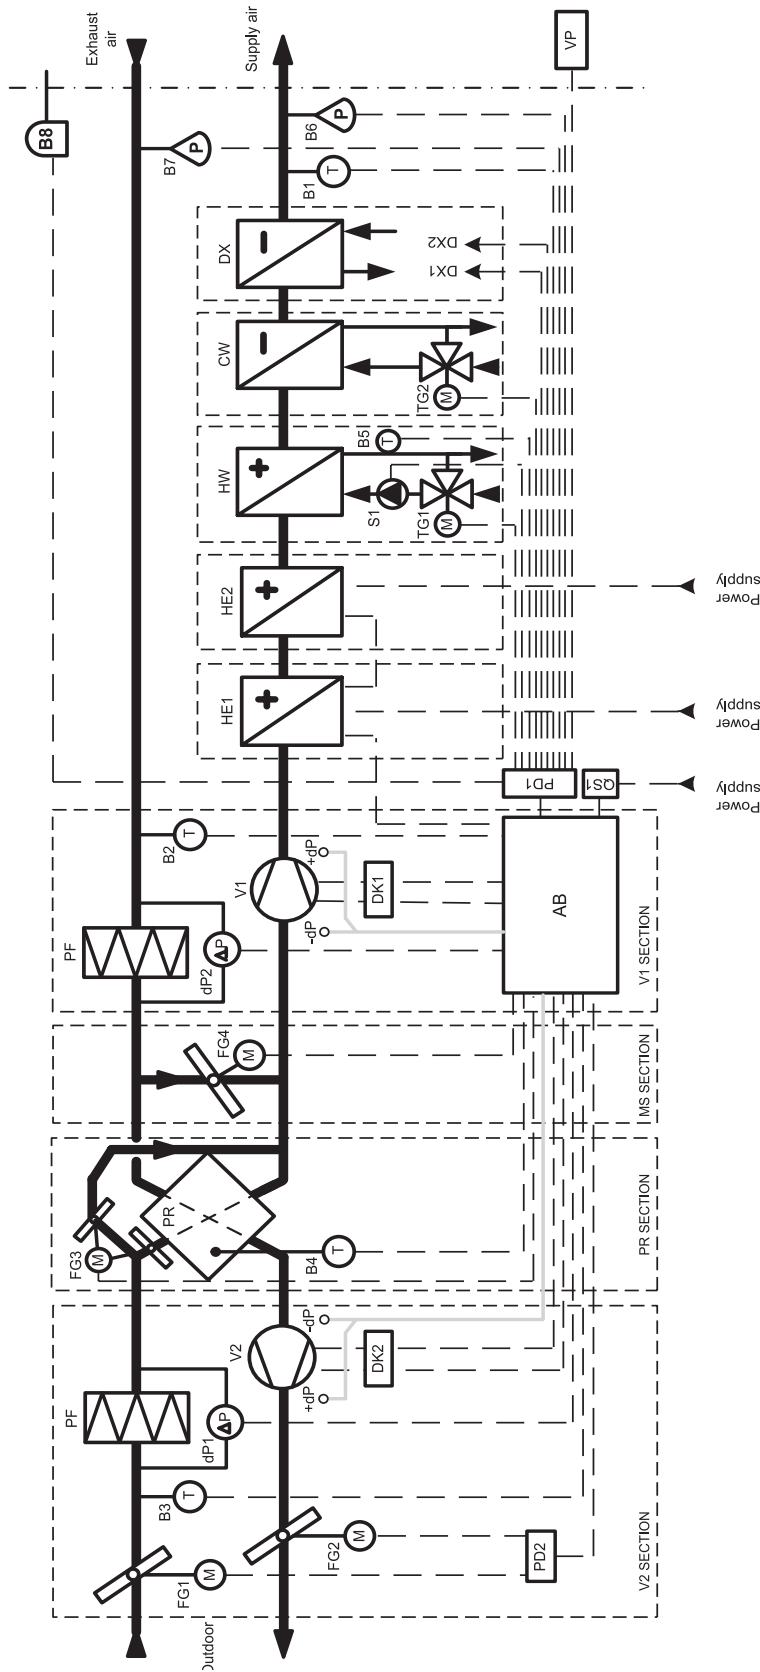 Exhaust
air
Supply air
VP
B8
B7
P
B6
P
B1
T
DX
DX2
DX1
CW
TG2
M
HW
B5
T
S1
TG1
M
HE2
Power
supply
HE1
Power
supply
PD1
QS1
Power
supply
B2
T
V1
+dP
-dP
DK1
AB
PF
dP2
ΔP
V1 SECTION
FG4
M
MS SECTION
PR
FG3
M
B4
T
PR SECTION
V2
-dP
+dP
DK2
PF
dP1
ΔP
B3
T
FG2
M
FG1
M
PD2
V2 SECTION
Outdoor